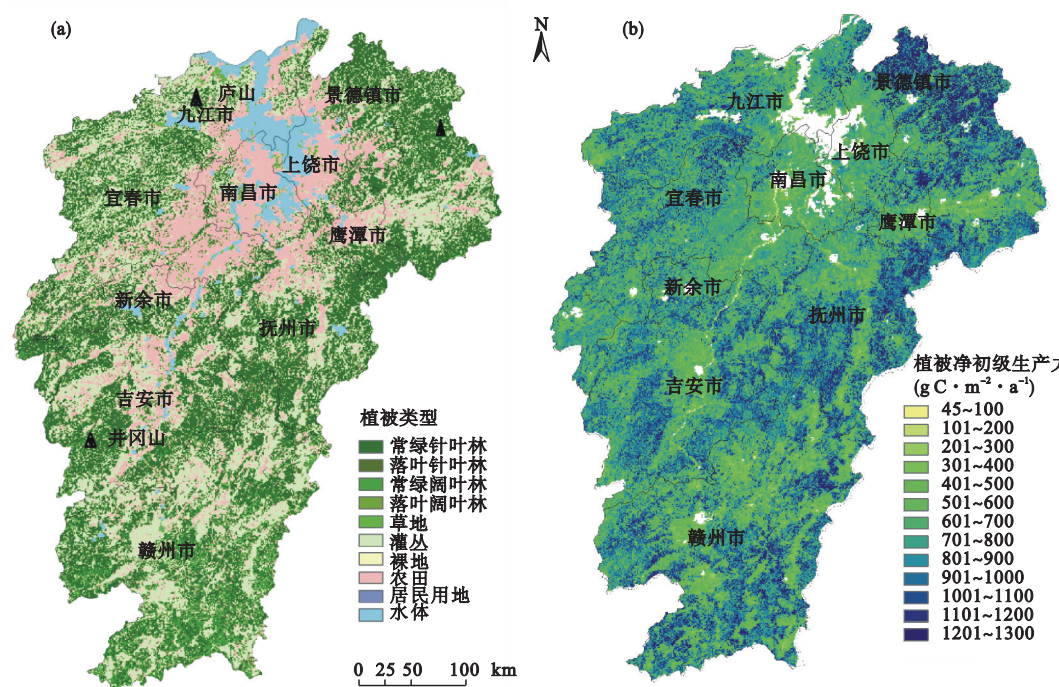 (a)
庐山
九江市
景德镇市
上饶市
南昌市
宜春市
鹰潭市
新余市
抚州市
吉安市
井冈山
赣州市
植被类型
常绿针叶林
落叶针叶林
常绿阔叶林
落叶阔叶林
草地
灌丛
裸地
农田
居民用地
水体
0 25 50 100 km
N
(b)
九江市
景德镇市
上饶市
南昌市
宜春市
鹰潭市
新余市
抚州市
吉安市
赣州市
植被净初级生产
(g C·m⁻²·a⁻¹)
45~100
101~200
201~300
301~400
401~500
501~600
601~700
701~800
801~900
901~1000
1001~1100
1101~1200
1201~1300